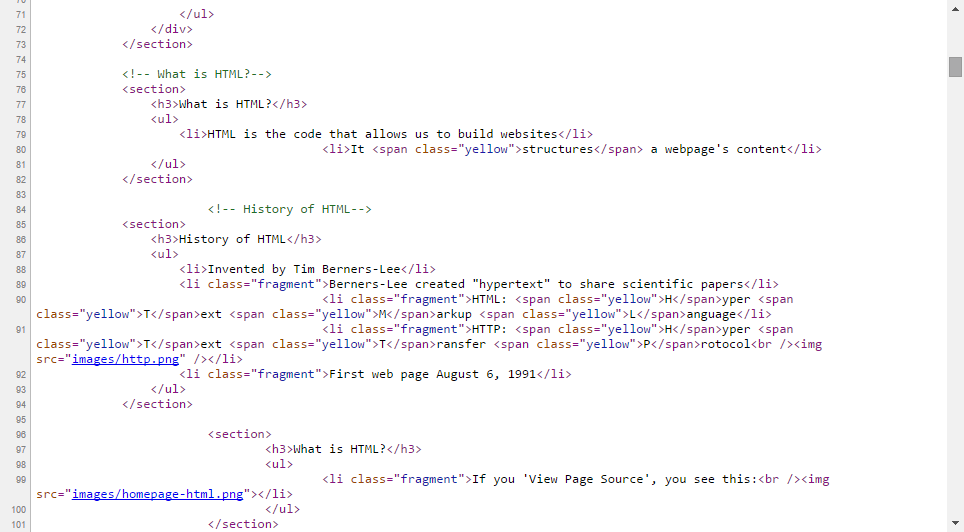 71 </ul>
72 </div>
73 </section>
74
75 <!-- What is HTML?-->
76 <section>
77 <h3>What is HTML?</h3>
78 <ul>
79 <li>HTML is the code that allows us to build websites</li>
80 <li>It <span class="yellow">structures</span> a webpage's content</li>
81 </ul>
82 </section>
83
84 <!-- History of HTML-->
85 <section>
86 <h3>History of HTML</h3>
87 <ul>
88 <li>Invented by Tim Berners-Lee</li>
89 <li class="fragment">Berners-Lee created "hypertext" to share scientific papers</li>
90 <li class="fragment">HTML: <span class="yellow">H</span>yper <span
class="yellow">T</span>ext <span class="yellow">M</span>arkup <span class="yellow">L</span>anguage</li>
91 <li class="fragment">HTTP: <span class="yellow">H</span>yper <span
class="yellow">T</span>ext <span class="yellow">T</span>ransfer <span class="yellow">P</span>rotocol<br /><img
src="images/http.png" /></li>
92 <li class="fragment">First web page August 6, 1991</li>
93 </ul>
94 </section>
95
96 <section>
97 <h3>What is HTML?</h3>
98 <ul>
99 <li class="fragment">If you 'View Page Source', you see this:<br /><img
src="images/homepage-html.png"></li>
100 </ul>
101 </section>